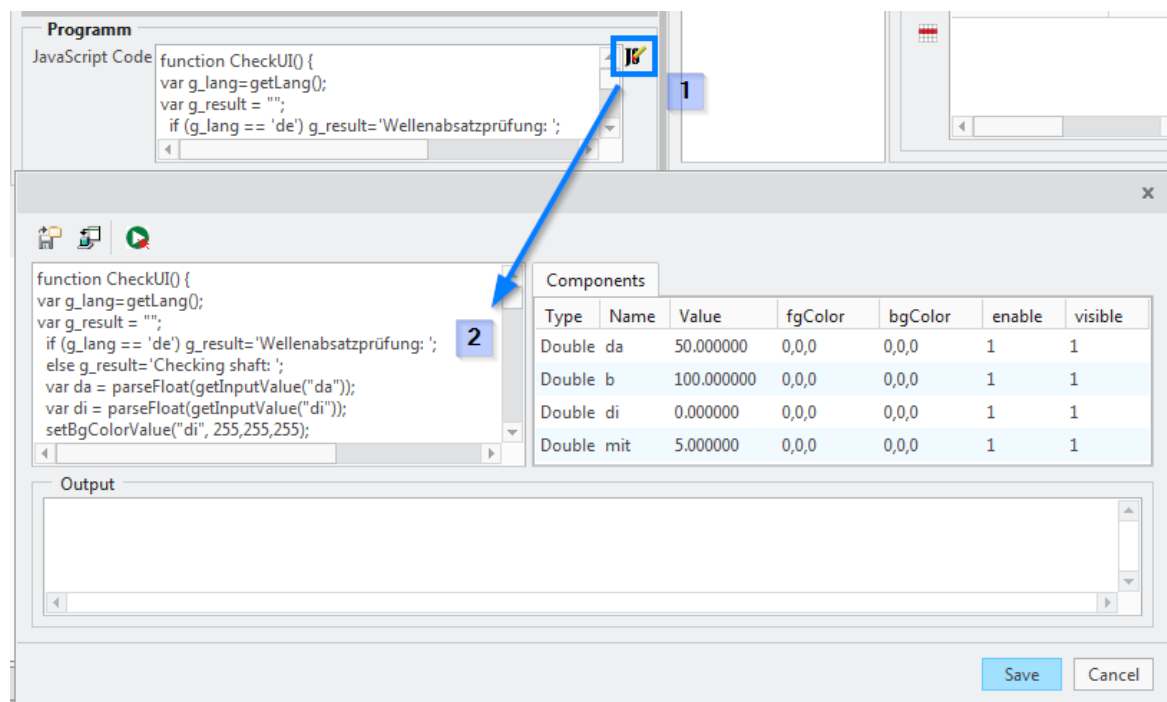 Programm
JavaScript Code
function CheckUI() {
var g_lang=getLang();
var g_result = "";
if (g_lang == 'de') g_result='Wellenabsatzprüfung: ';
JS
1
x
function CheckUI() {
var g_lang=getLang();
var g_result = "";
if (g_lang == 'de') g_result='Wellenabsatzprüfung: ';
else g_result='Checking shaft: ';
var da = parseFloat(getInputValue("da"));
var di = parseFloat(getInputValue("di"));
setBgColorValue("di", 255,255,255);
2
Components
Type Name Value fgColor bgColor enable visible
Double da 50.000000 0,0,0 0,0,0 1 1
Double b 100.000000 0,0,0 0,0,0 1 1
Double di 0.000000 0,0,0 0,0,0 1 1
Double mit 5.000000 0,0,0 0,0,0 1 1
Output
Save Cancel